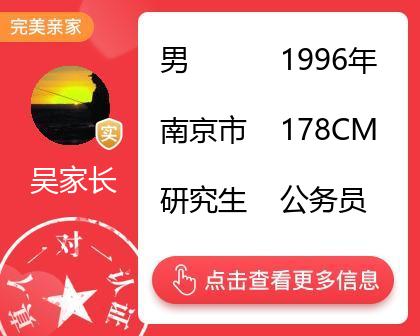 完美亲家
实
吴家长
真人一对一认证
男 1996年
南京市 178CM
研究生 公务员
点击查看更多信息